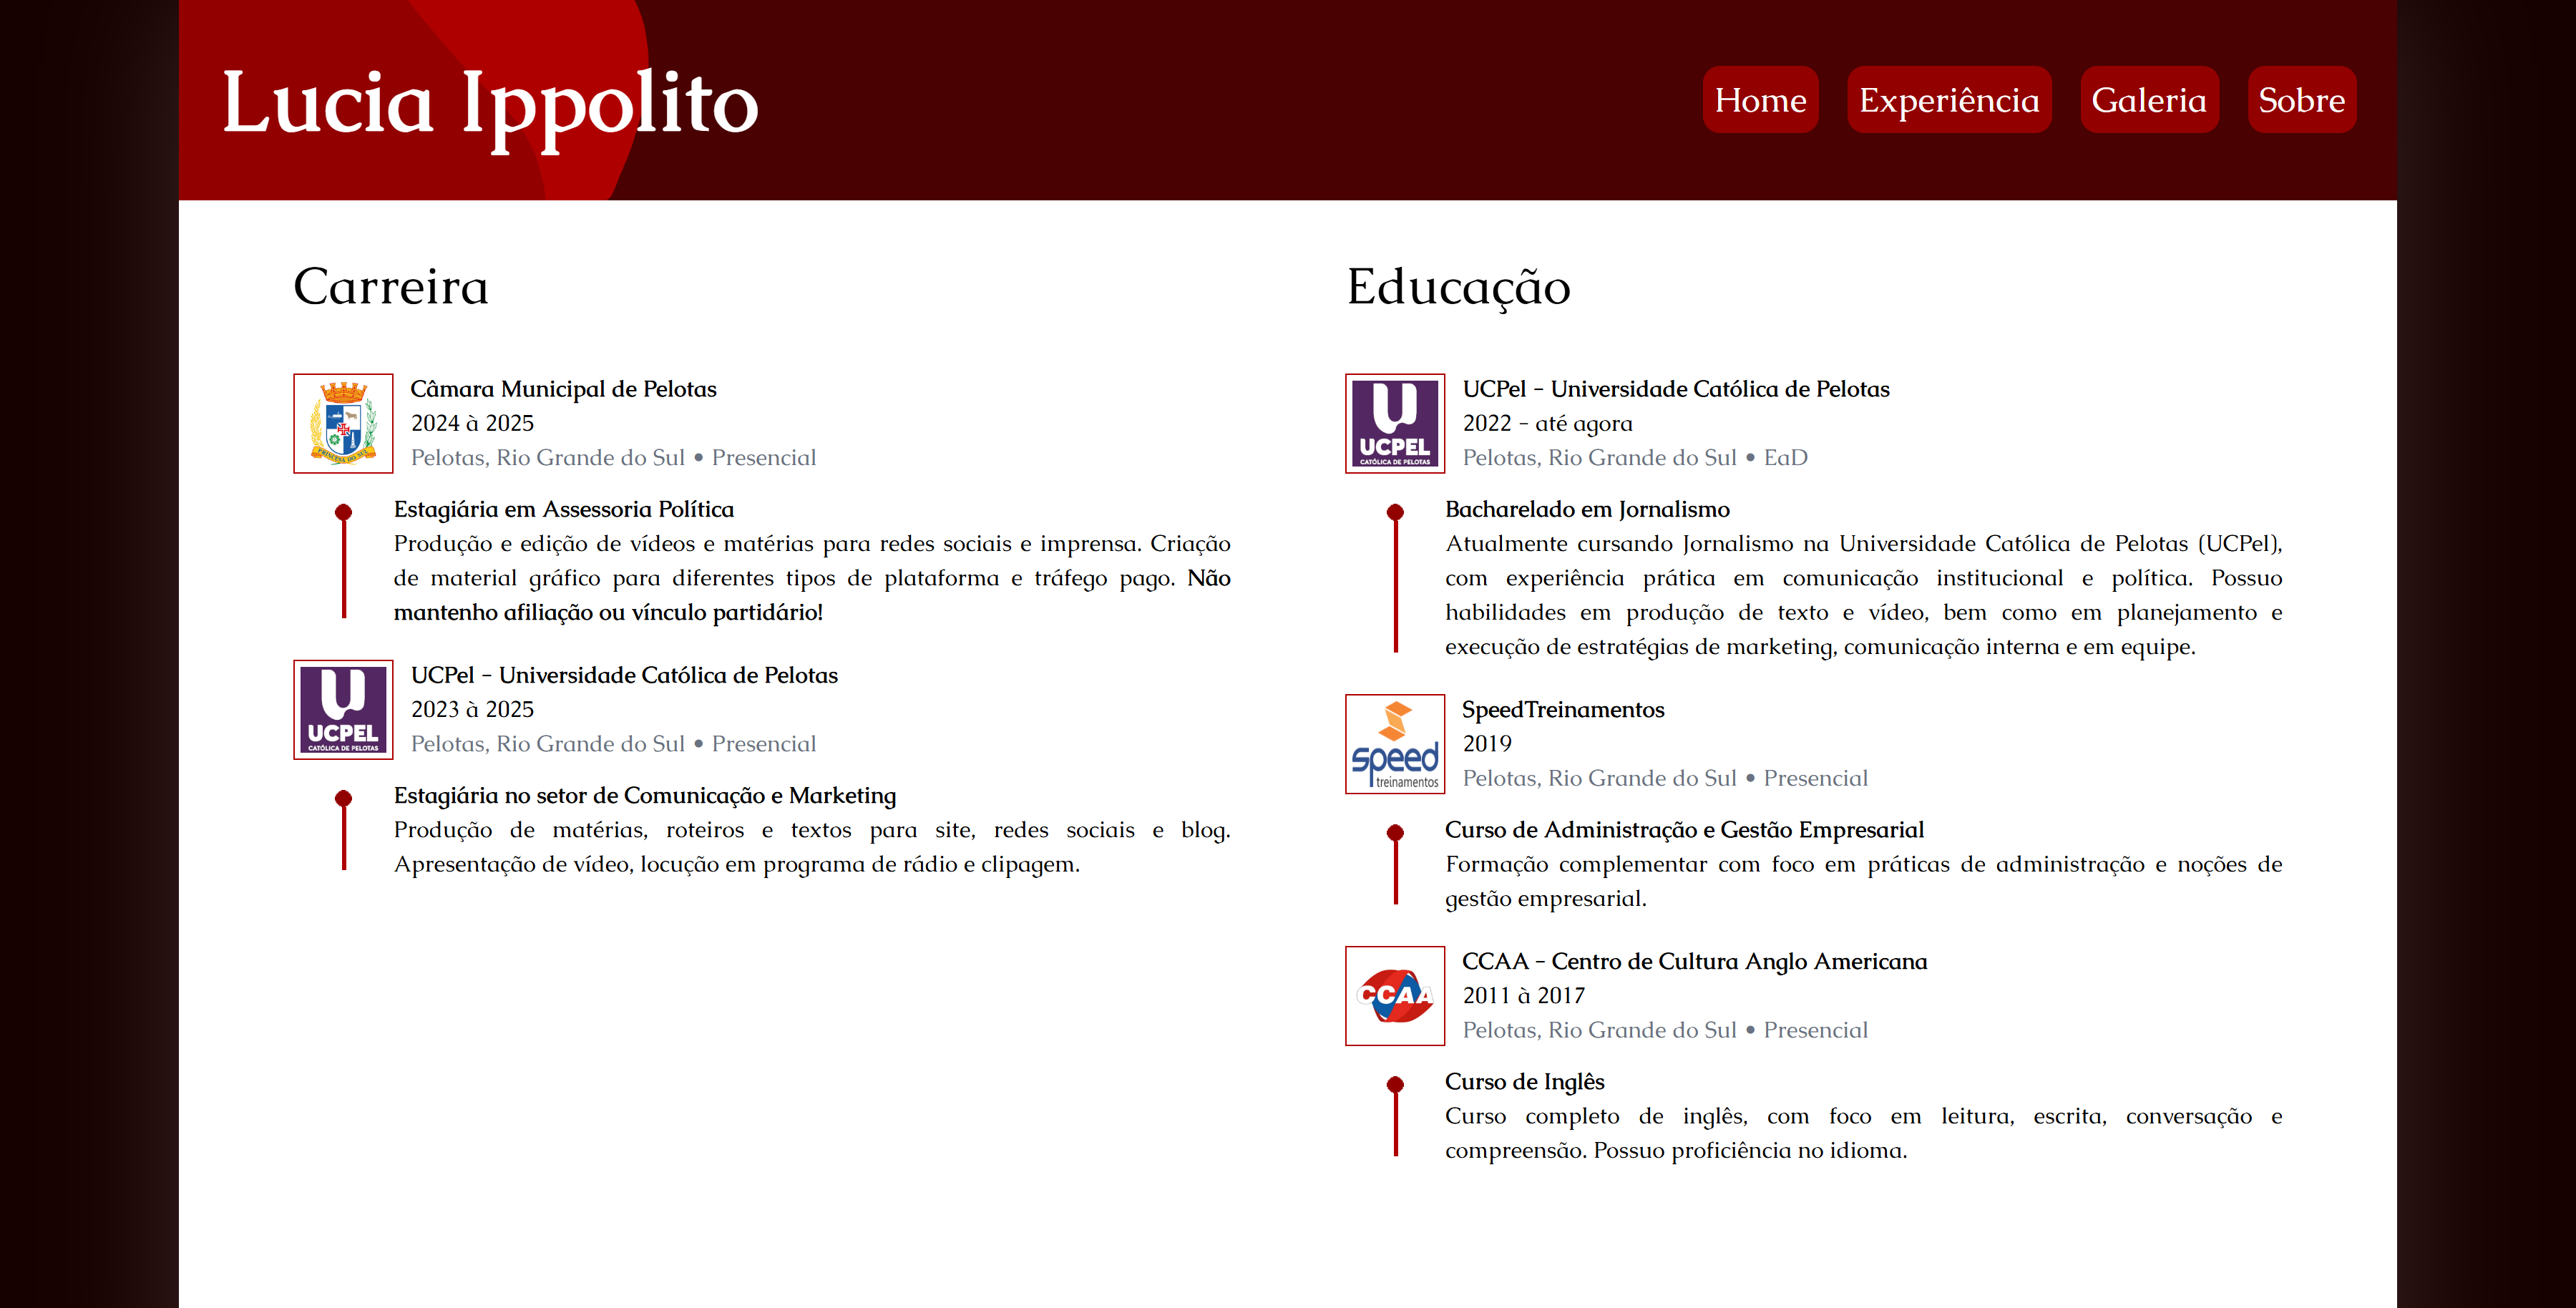 Lucia Ippolito
Home
Experiência
Galeria
Sobre
Carreira
PRINCESA DO SUL
Câmara Municipal de Pelotas
2024 à 2025
Pelotas, Rio Grande do Sul • Presencial
Estagiária em Assessoria Política
Produção e edição de vídeos e matérias para redes sociais e imprensa. Criação
de material gráfico para diferentes tipos de plataforma e tráfego pago. Não
mantenho afiliação ou vínculo partidário!
UCPEL
CATÓLICA DE PELOTAS
UCPel - Universidade Católica de Pelotas
2023 à 2025
Pelotas, Rio Grande do Sul • Presencial
Estagiária no setor de Comunicação e Marketing
Produção de matérias, roteiros e textos para site, redes sociais e blog.
Apresentação de vídeo, locução em programa de rádio e clipagem.
Educação
UCPEL
CATÓLICA DE PELOTAS
UCPel - Universidade Católica de Pelotas
2022 - até agora
Pelotas, Rio Grande do Sul • EaD
Bacharelado em Jornalismo
Atualmente cursando Jornalismo na Universidade Católica de Pelotas (UCPel),
com experiência prática em comunicação institucional e política. Possuo
habilidades em produção de texto e vídeo, bem como em planejamento e
execução de estratégias de marketing, comunicação interna e em equipe.
speed
treinamentos
SpeedTreinamentos
2019
Pelotas, Rio Grande do Sul • Presencial
Curso de Administração e Gestão Empresarial
Formação complementar com foco em práticas de administração e noções de
gestão empresarial.
CCAA
CCAA - Centro de Cultura Anglo Americana
2011 à 2017
Pelotas, Rio Grande do Sul • Presencial
Curso de Inglês
Curso completo de inglês, com foco em leitura, escrita, conversação e
compreensão. Possuo proficiência no idioma.